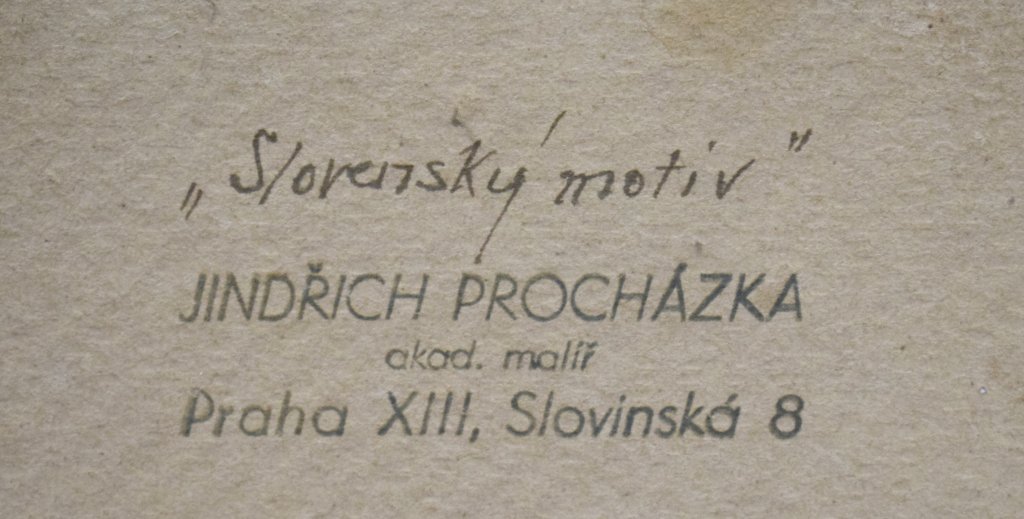 „Slovenský motiv"
JINDŘICH PROCHÁZKA
akad. malíř
Praha XIII, Slovinská 8